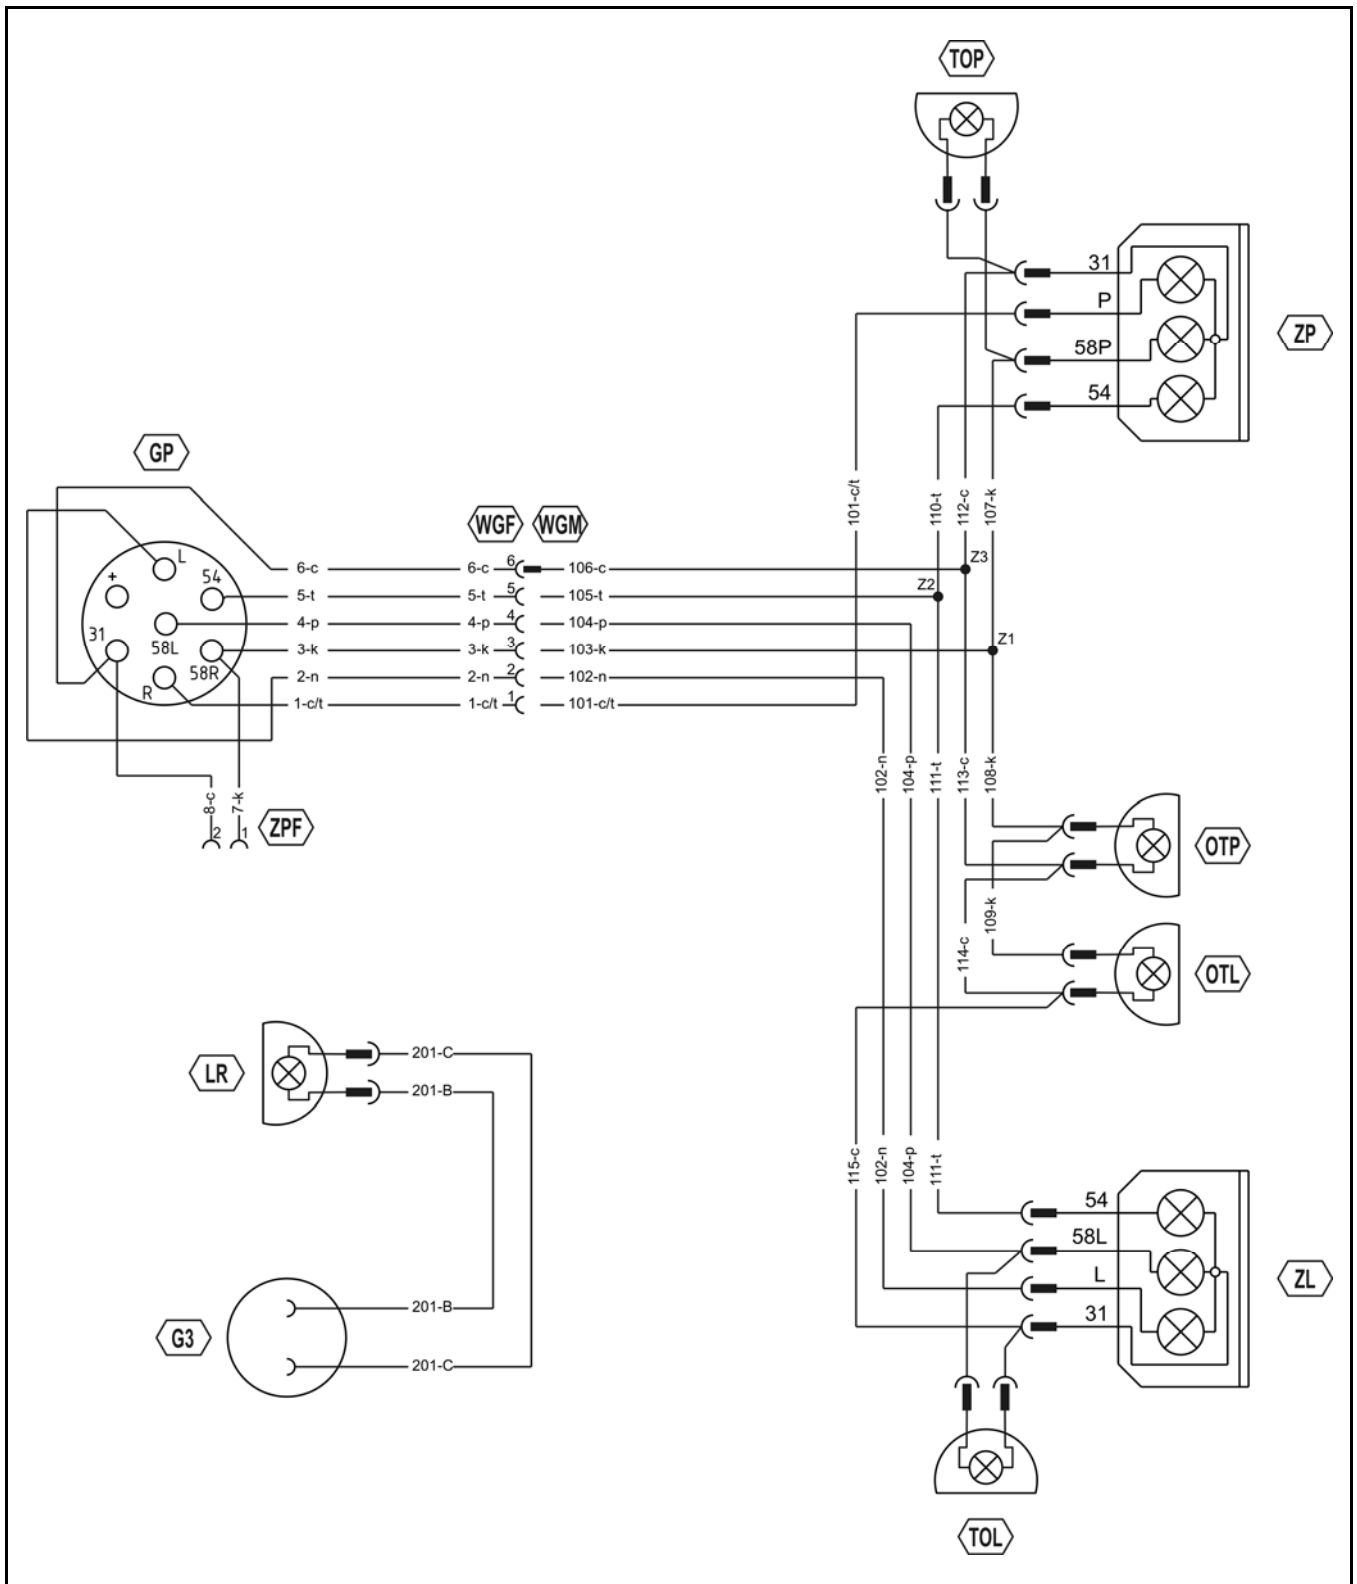 TOP
31
P
58P
54
ZP
GP
L
+
54
31
58L
58R
R
WGF
WGM
6-c
6-c
6
106-c
5-t
5-t
5
105-t
4-p
4-p
4
104-p
3-k
3-k
3
103-k
2-n
2-n
2
102-n
1-c/t
1-c/t
1
101-c/t
101-c/t
110-t
112-c
107-k
Z3
Z2
Z1
8-c
7-k
2
1
ZPF
102-n
104-p
111-t
113-c
108-k
OTP
109-k
114-c
OTL
LR
201-C
201-B
115-c
102-n
104-p
111-t
54
58L
L
31
ZL
G3
201-B
201-C
TOL